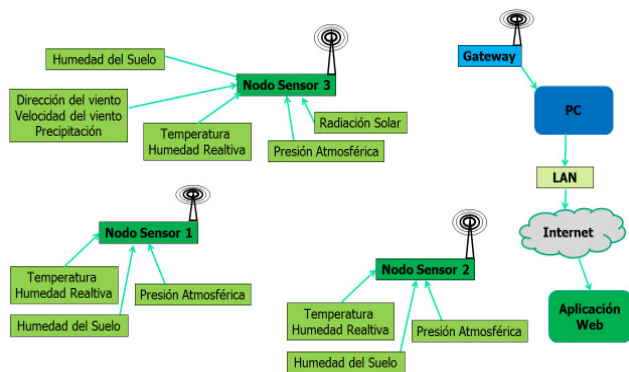 Humedad del Suelo
Nodo Sensor 3
Dirección del viento
Velocidad del viento
Precipitación
Temperatura
Humedad Realtiva
Radiación Solar
Presión Atmosférica
Gateway
PC
LAN
Internet
Aplicación
Web
Nodo Sensor 1
Temperatura
Humedad Realtiva
Presión Atmosférica
Humedad del Suelo
Nodo Sensor 2
Temperatura
Humedad Realtiva
Presión Atmosférica
Humedad del Suelo